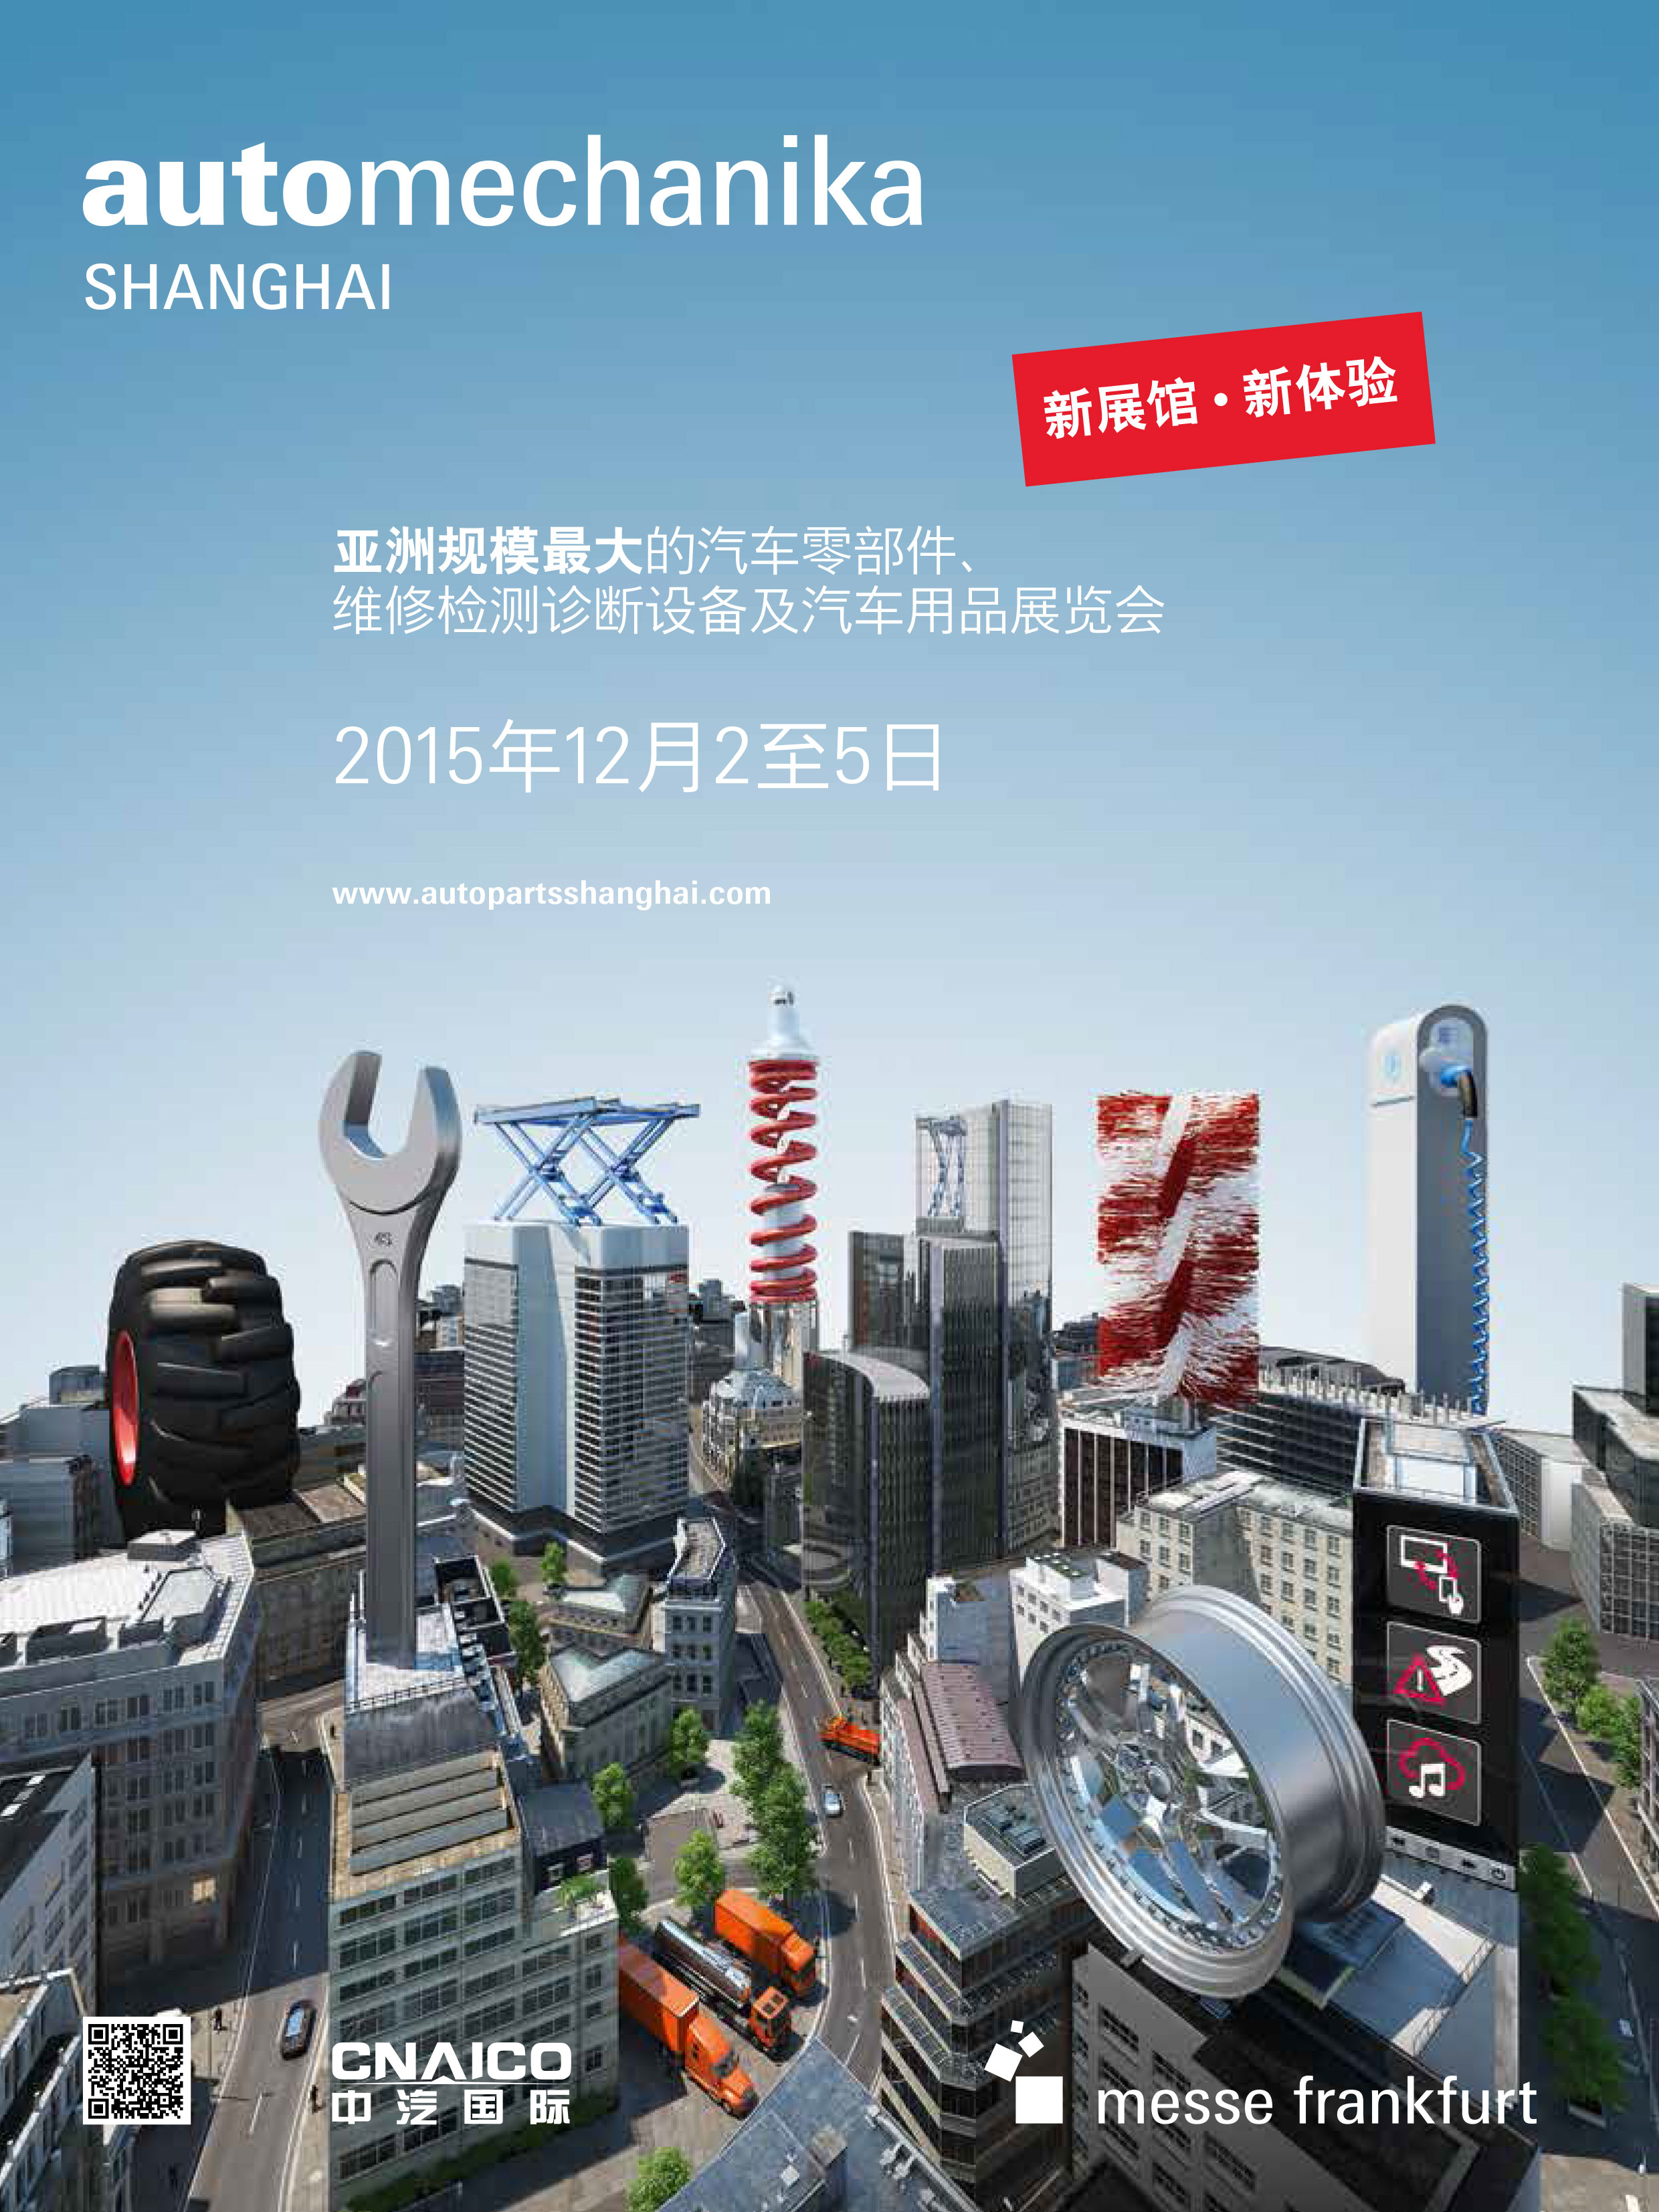 automechanika
SHANGHAI
新展馆·新体验
亚洲规模最大的汽车零部件、
维修检测诊断设备及汽车用品展览会
2015年12月2至5日
www.autopartsshanghai.com
CNAICO
中汽国际
messe frankfurt